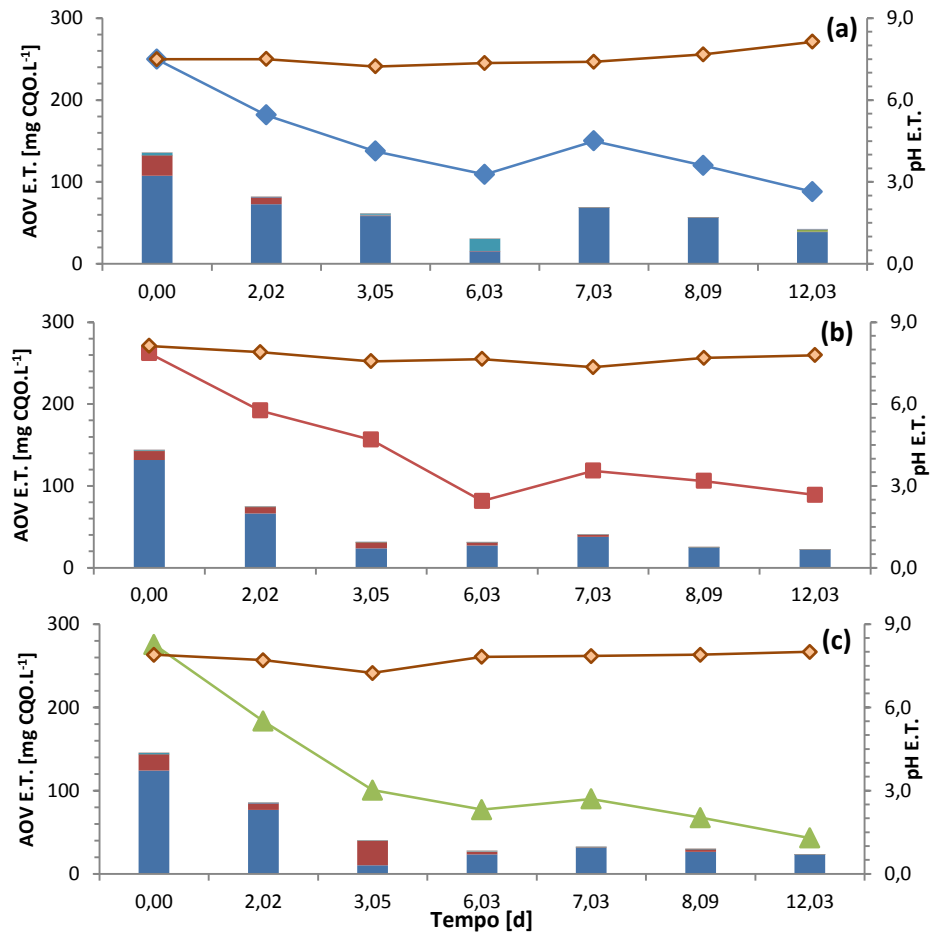 (a)
AOV E.T. [mg CQO.L⁻¹]
300
200
100
0
9,0
6,0
3,0
0,0
pH E.T.
0,00 2,02 3,05 6,03 7,03 8,09 12,03
(b)
AOV E.T. [mg CQO.L⁻¹]
300
200
100
0
9,0
6,0
3,0
0,0
pH E.T.
0,00 2,02 3,05 6,03 7,03 8,09 12,03
(c)
AOV E.T. [mg CQO.L⁻¹]
300
200
100
0
9,0
6,0
3,0
0,0
pH E.T.
0,00 2,02 3,05 6,03 7,03 8,09 12,03
Tempo [d]